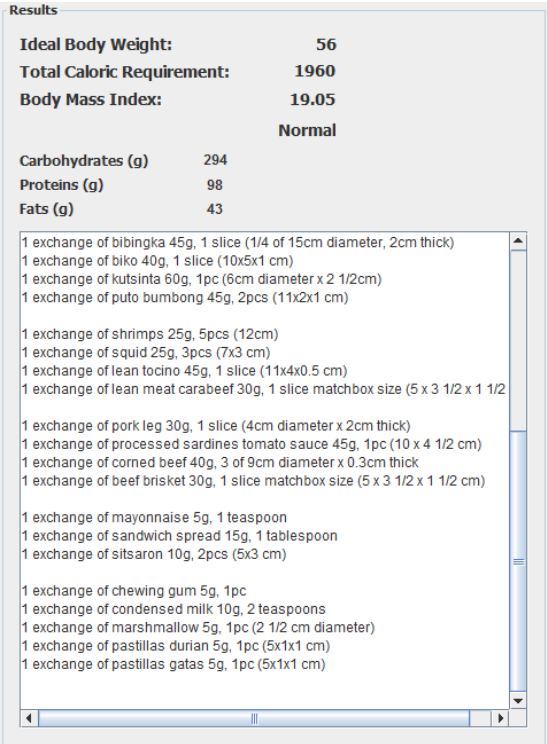 Results
Ideal Body Weight: 56
Total Caloric Requirement: 1960
Body Mass Index: 19.05
Normal
Carbohydrates (g) 294
Proteins (g) 98
Fats (g) 43
1 exchange of bibingka 45g, 1 slice (1/4 of 15cm diameter, 2cm thick)
1 exchange of biko 40g, 1 slice (10x5x1 cm)
1 exchange of kutsinta 60g, 1pc (6cm diameter x 2 1/2cm)
1 exchange of puto bumbong 45g, 2pcs (11x2x1 cm)
1 exchange of shrimps 25g, 5pcs (12cm)
1 exchange of squid 25g, 3pcs (7x3 cm)
1 exchange of lean tocino 45g, 1 slice (11x4x0.5 cm)
1 exchange of lean meat carabeef 30g, 1 slice matchbox size (5 x 3 1/2 x 1 1/2
1 exchange of pork leg 30g, 1 slice (4cm diameter x 2cm thick)
1 exchange of processed sardines tomato sauce 45g, 1pc (10 x 4 1/2 cm)
1 exchange of corned beef 40g, 3 of 9cm diameter x 0.3cm thick
1 exchange of beef brisket 30g, 1 slice matchbox size (5 x 3 1/2 x 1 1/2 cm)
1 exchange of mayonnaise 5g, 1 teaspoon
1 exchange of sandwich spread 15g, 1 tablespoon
1 exchange of sitsaron 10g, 2pcs (5x3 cm)
1 exchange of chewing gum 5g, 1pc
1 exchange of condensed milk 10g, 2 teaspoons
1 exchange of marshmallow 5g, 1pc (2 1/2 cm diameter)
1 exchange of pastillas durian 5g, 1pc (5x1x1 cm)
1 exchange of pastillas gatas 5g, 1pc (5x1x1 cm)